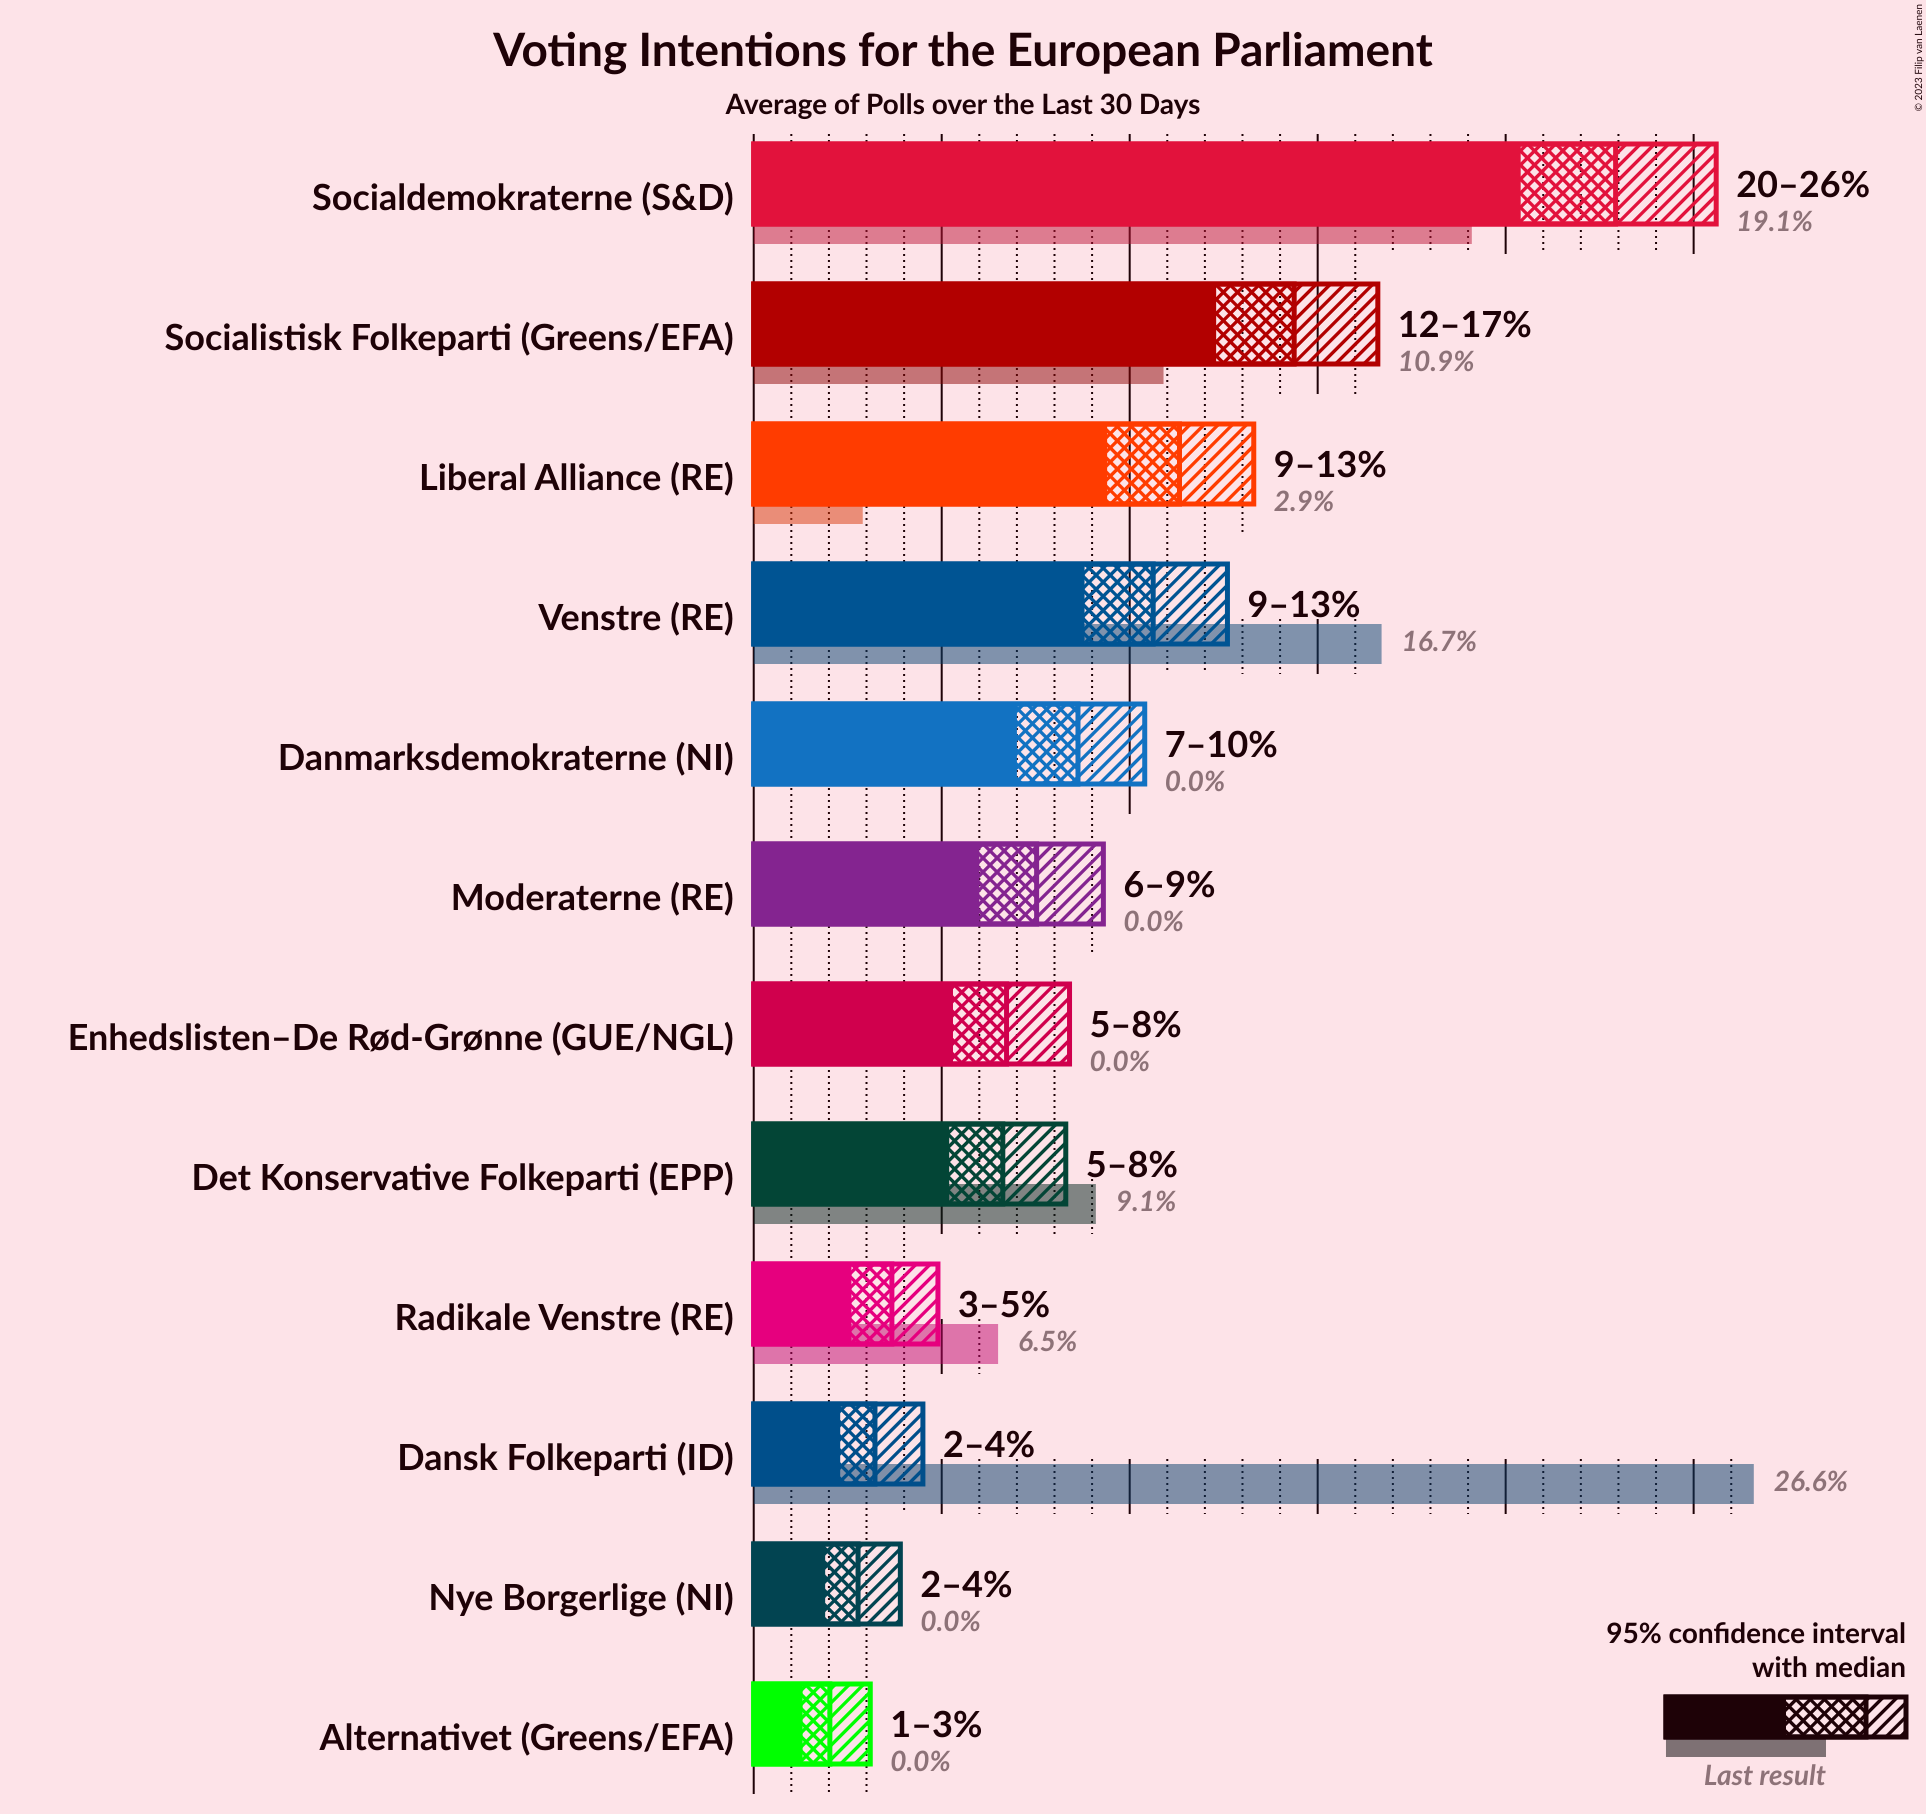 Voting Intentions for the European Parliament
Average of Polls over the Last 30 Days
© 2023 Filip van Laenen
Socialdemokraterne (S&D)
20–26%
19.1%
Socialistisk Folkeparti (Greens/EFA)
12–17%
10.9%
Liberal Alliance (RE)
9–13%
2.9%
Venstre (RE)
9–13%
16.7%
Danmarksdemokraterne (NI)
7–10%
0.0%
Moderaterne (RE)
6–9%
0.0%
Enhedslisten–De Rød-Grønne (GUE/NGL)
5–8%
0.0%
Det Konservative Folkeparti (EPP)
5–8%
9.1%
Radikale Venstre (RE)
3–5%
6.5%
Dansk Folkeparti (ID)
2–4%
26.6%
Nye Borgerlige (NI)
2–4%
0.0%
Alternativet (Greens/EFA)
1–3%
0.0%
95% confidence interval
with median
Last result